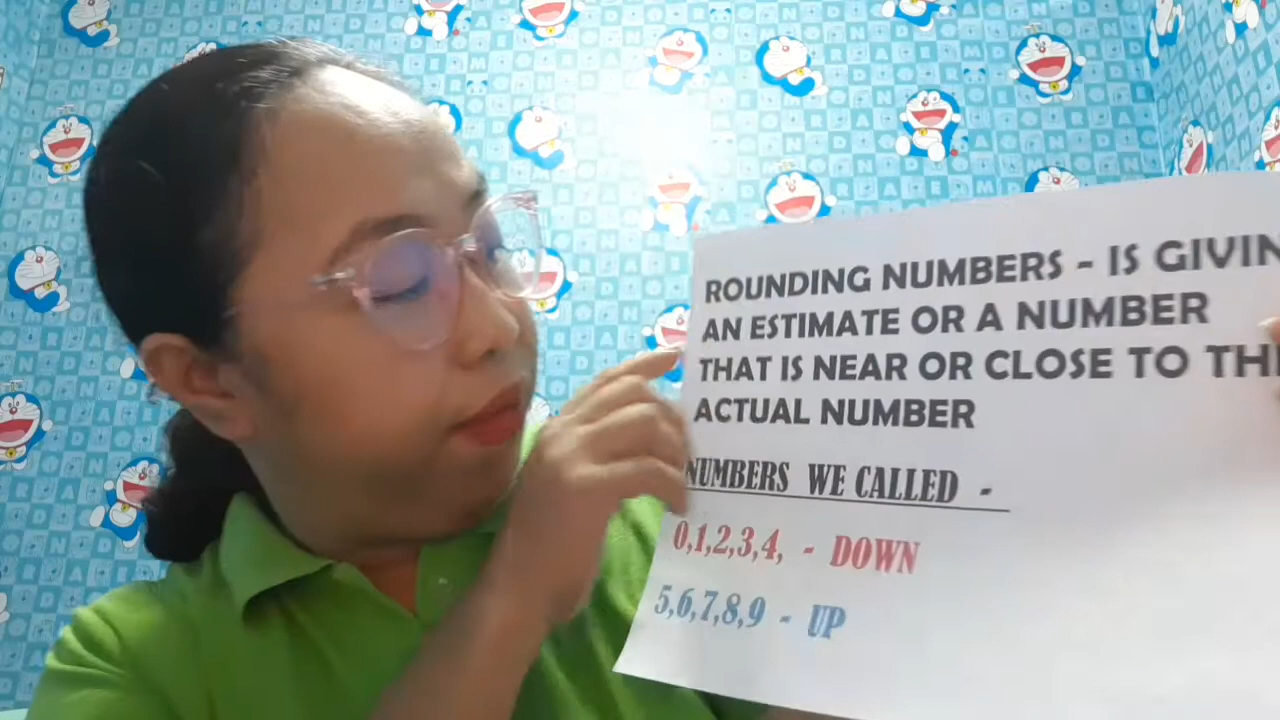 ROUNDING NUMBERS - IS GIVIN
AN ESTIMATE OR A NUMBER
THAT IS NEAR OR CLOSE TO TH
ACTUAL NUMBER
NUMBERS WE CALLED -
0,1,2,3,4, - DOWN
5,6,7,8,9 - UP